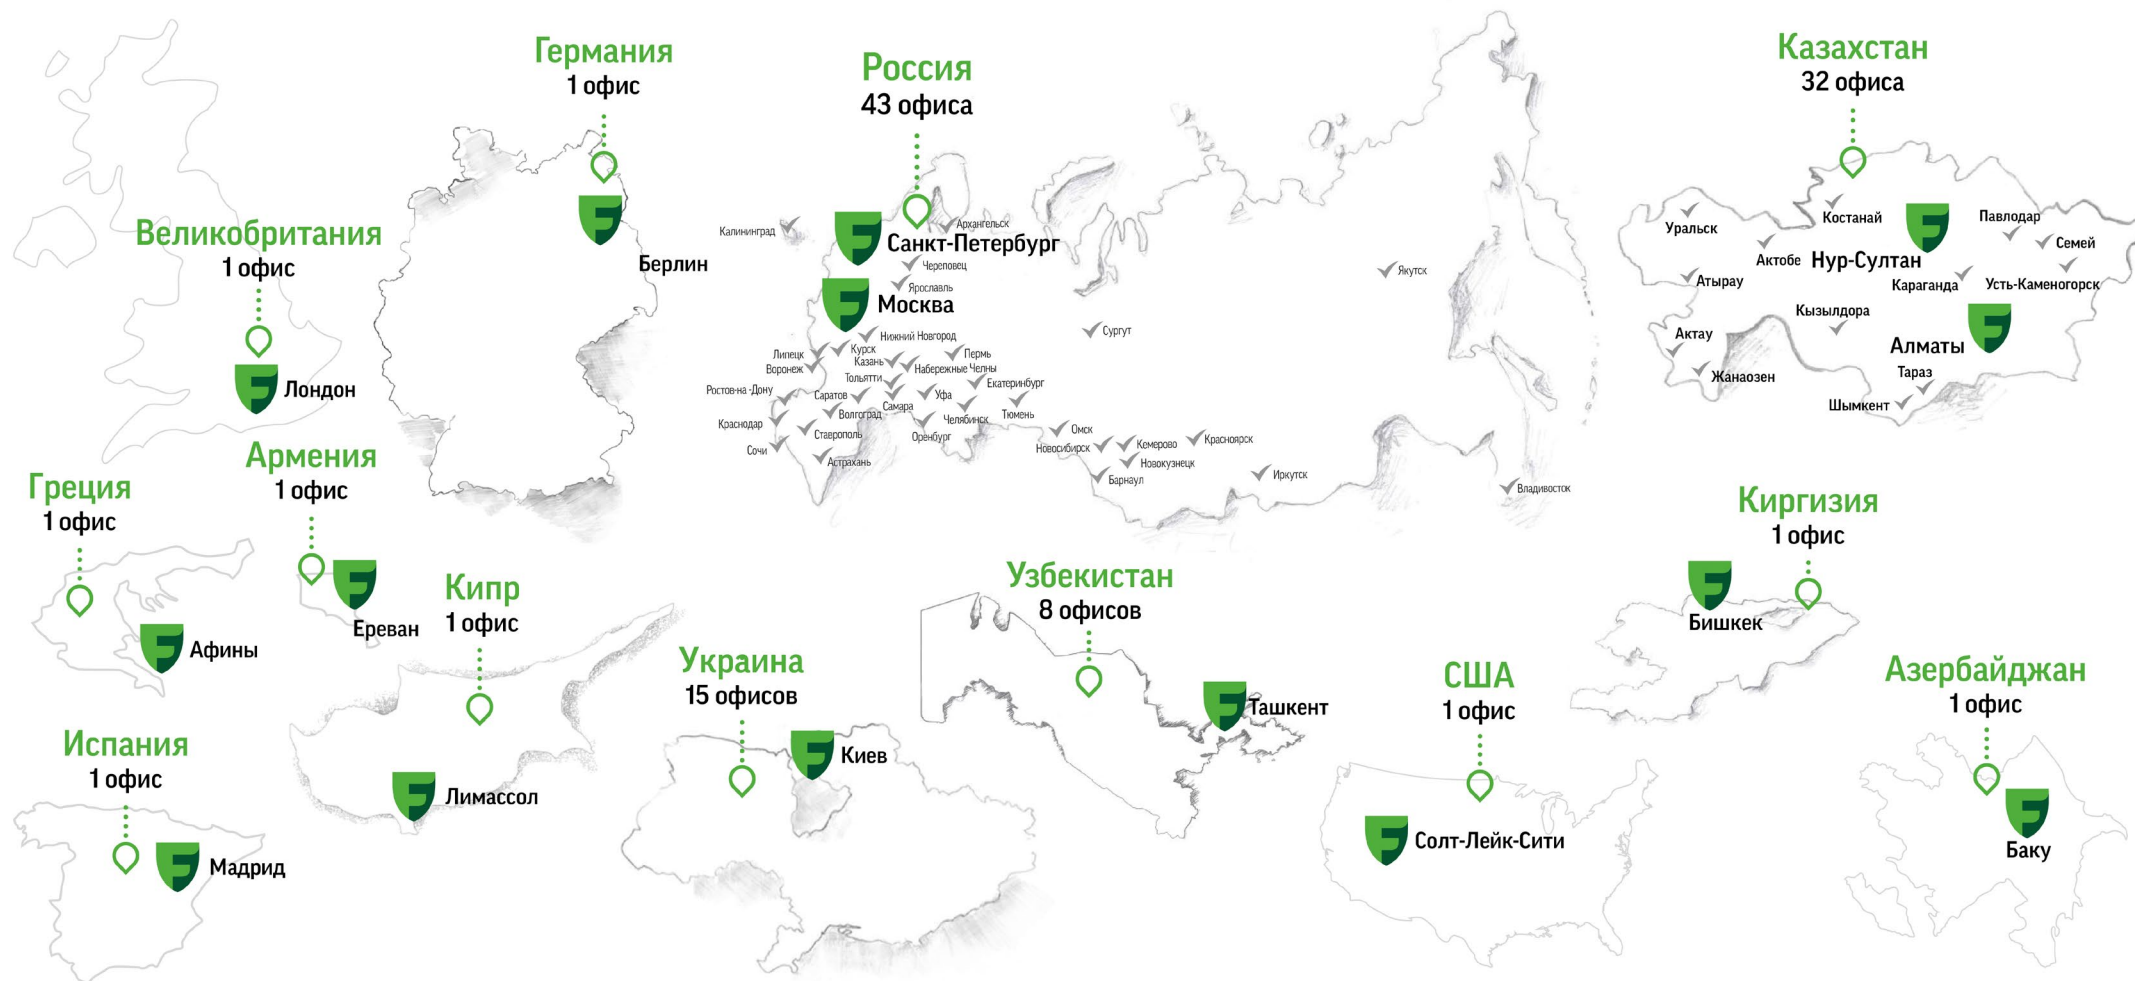 Германия
1 офис
Берлин
Великобритания
1 офис
Лондон
Россия
43 офиса
Калининград
Архангельск
Санкт-Петербург
Череповец
Ярославль
Москва
Нижний Новгород
Липецк
Курск
Пермь
Воронеж
Казань
Набережные Челны
Тольятти
Екатеринбург
Ростов-на -Дону
Саратов
Самара
Уфа
Тюмень
Волгоград
Челябинск
Краснодар
Ставрополь
Оренбург
Сочи
Астрахань
Сургут
Якутск
Омск
Новосибирск
Кемерово
Красноярск
Новокузнецк
Барнаул
Иркутск
Владивосток
Казахстан
32 офиса
Уральск
Костанай
Павлодар
Актобе
Нур-Султан
Семей
Атырау
Караганда
Усть-Каменогорск
Кызылдора
Актау
Алматы
Жанаозен
Тараз
Шымкент
Греция
1 офис
Афины
Армения
1 офис
Ереван
Кипр
1 офис
Лимассол
Узбекистан
8 офисов
Ташкент
Киргизия
1 офис
Бишкек
Испания
1 офис
Мадрид
Украина
15 офисов
Киев
США
1 офис
Солт-Лейк-Сити
Азербайджан
1 офис
Баку